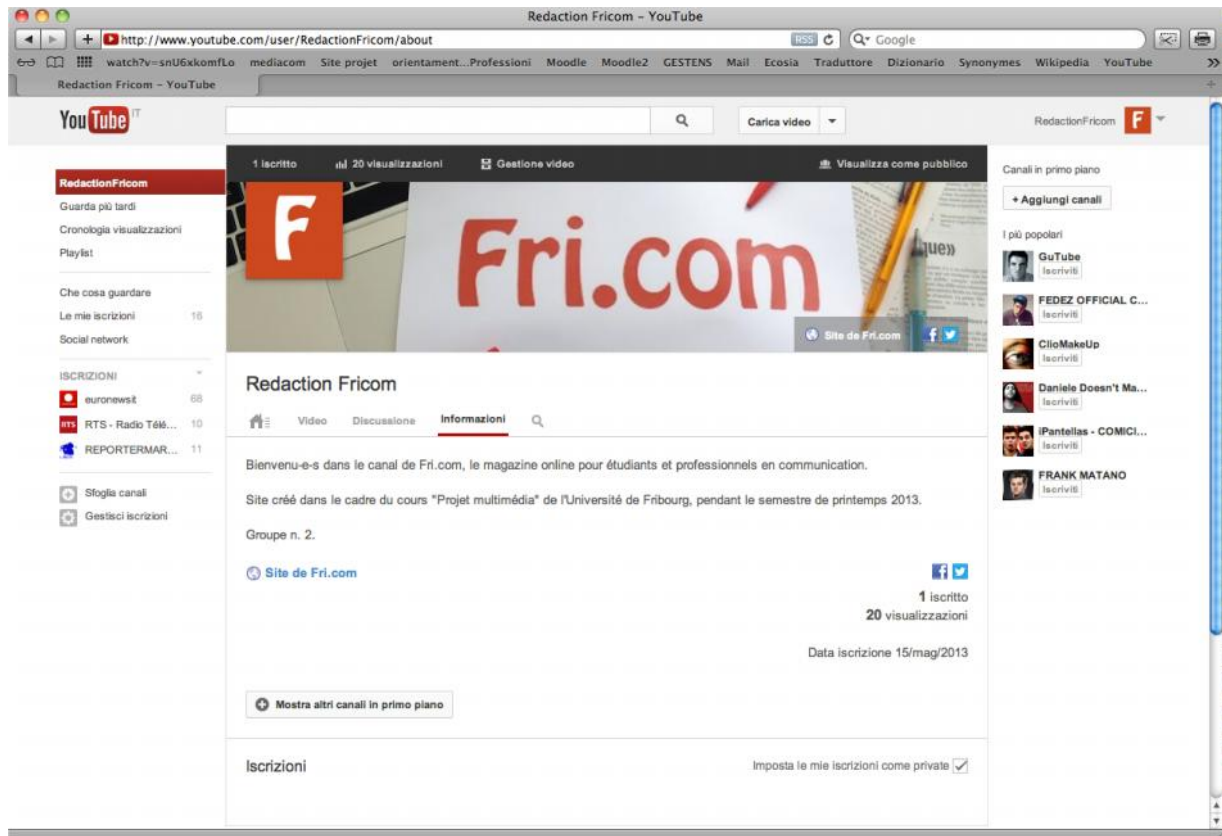 Redaction Fricom – YouTube
http://www.youtube.com/user/RedactionFricom/about
RSS
Google
watch?v=snU6xkomfLo mediacom Site projet orientament...Professioni Moodle Moodle2 GESTENS Mail Ecosia Traduttore Dizionario Synonymes Wikipedia YouTube
Redaction Fricom – YouTube
YouTube IT
Carica video
RedactionFricom
F
1 iscritto
20 visualizzazioni
Gestione video
Visualizza come pubblico
RedactionFricom
Guarda più tardi
Cronologia visualizzazioni
Playlist
Che cosa guardare
Le mie iscrizioni 16
Social network
ISCRIZIONI
euronewsit 68
RTS RTS - Radio Télé... 10
REPORTERMAR... 11
Sfoglia canali
Gestisci iscrizioni
F
Fri.com
que»
Site de Fri.com
Redaction Fricom
Video Discussione Informazioni
Bienvenu-e-s dans le canal de Fri.com, le magazine online pour étudiants et professionnels en communication.
Site créé dans le cadre du cours "Projet multimédia" de l'Université de Fribourg, pendant le semestre de printemps 2013.
Groupe n. 2.
Site de Fri.com
1 iscritto
20 visualizzazioni
Data iscrizione 15/mag/2013
Mostra altri canali in primo piano
Iscrizioni
Imposta le mie iscrizioni come private
Canali in primo piano
+ Aggiungi canali
I più popolari
GuTube
Iscriviti
FEDEZ OFFICIAL C...
Iscriviti
ClioMakeUp
Iscriviti
Daniele Doesn't Ma...
Iscriviti
iPantellas - COMICI...
Iscriviti
FRANK MATANO
Iscriviti